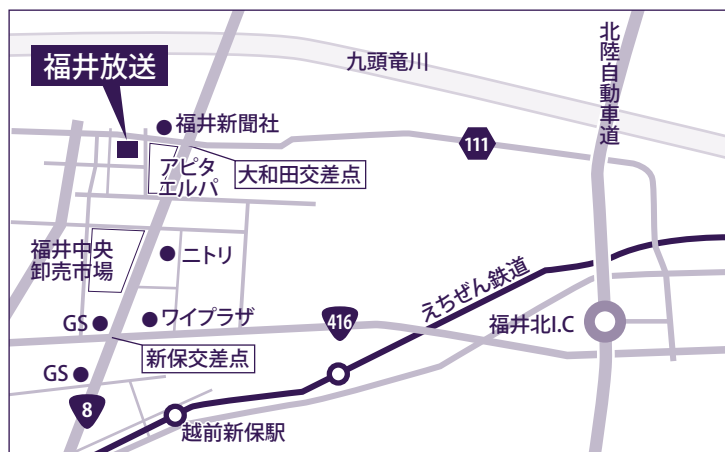 福井放送
九頭竜川
北陸自動車道
福井新聞社
111
アピタ
エルパ
大和田交差点
福井中央
卸売市場
ニトリ
えちぜん鉄道
GS
ワイプラザ
416
福井北I.C
新保交差点
GS
8
越前新保駅